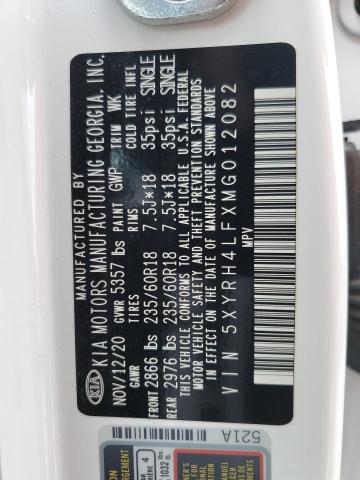 MANUFACTURED BY
KIA KIA MOTORS MANUFACTURING GEORGIA, INC.
NOV/12/20 GVWR 5357 lbs PAINT GWP TRIM WK
GAWR TIRES RIMS COLD TIRE INFL
FRONT 2866 lbs 235/60R18 7.5J*18 35psi SINGLE
REAR 2976 lbs 235/60R18 7.5J*18 35psi SINGLE
THIS VEHICLE CONFORMS TO ALL APPLICABLE U.S.A. FEDERAL
MOTOR VEHICLE SAFETY AND THEFT PREVENTION STANDARDS
IN EFFECT ON THE DATE OF MANUFACTURE SHOWN ABOVE
MPV
VIN 5XYRH4LFXMG012082
521A